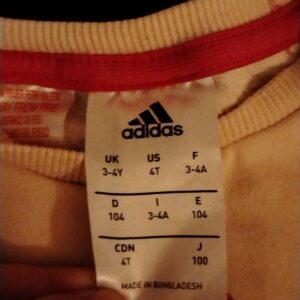 adidas
UK US F
3-4Y 4T 3-4A
D I E
104 3-4A 104
CDN J
4T 100
MADE IN BANGLADESH